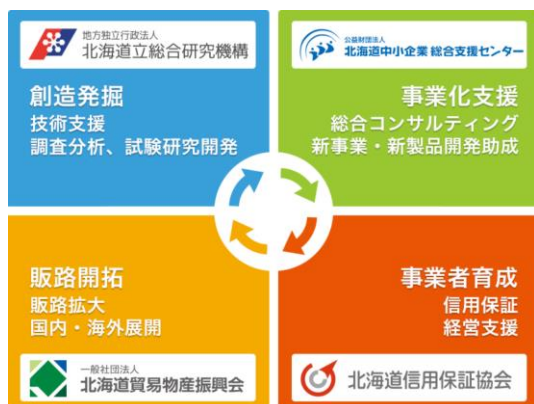 地方独立行政法人
北海道立総合研究機構
創造発掘
技術支援
調査分析、試験研究開発
公益財団法人
北海道中小企業総合支援センター
事業化支援
総合コンサルティング
新事業・新製品開発助成
販路開拓
販路拡大
国内・海外展開
一般社団法人
北海道貿易物産振興会
事業者育成
信用保証
経営支援
北海道信用保証協会